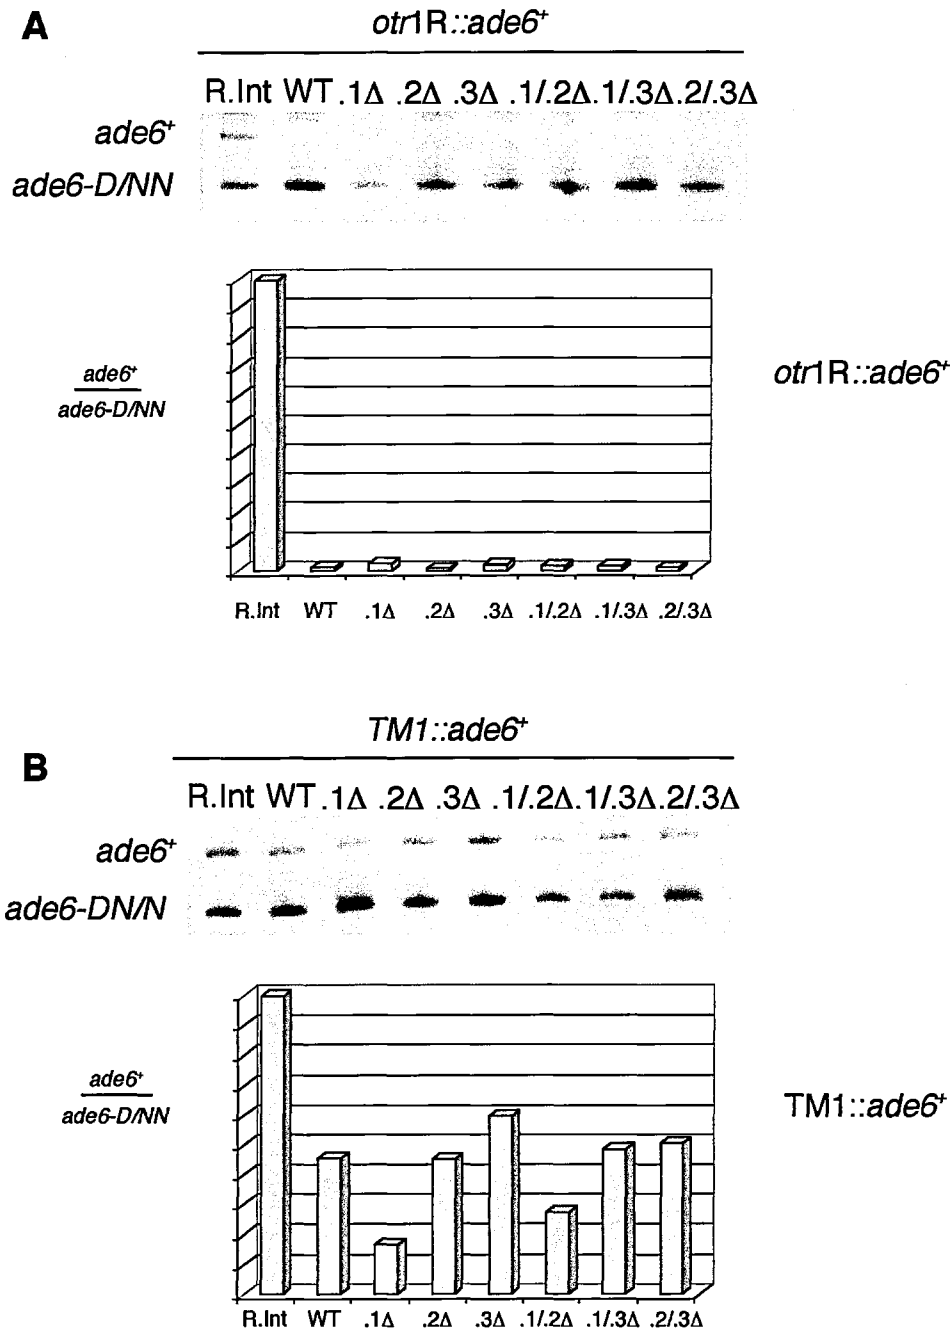 A
otr1R::ade6+
R.Int WT .1Δ .2Δ .3Δ .1/.2Δ .1/.3Δ .2/.3Δ
ade6+
ade6-D/NN
ade6+
ade6-D/NN
otr1R::ade6+
R.Int WT .1Δ .2Δ .3Δ .1/.2Δ .1/.3Δ .2/.3Δ
TM1::ade6+
B
R.Int WT .1Δ .2Δ .3Δ .1/.2Δ .1/.3Δ .2/.3Δ
ade6+
ade6-DN/N
ade6+
ade6-D/NN
TM1::ade6+
R.Int WT .1Δ .2Δ .3Δ .1/.2Δ .1/.3Δ .2/.3Δ